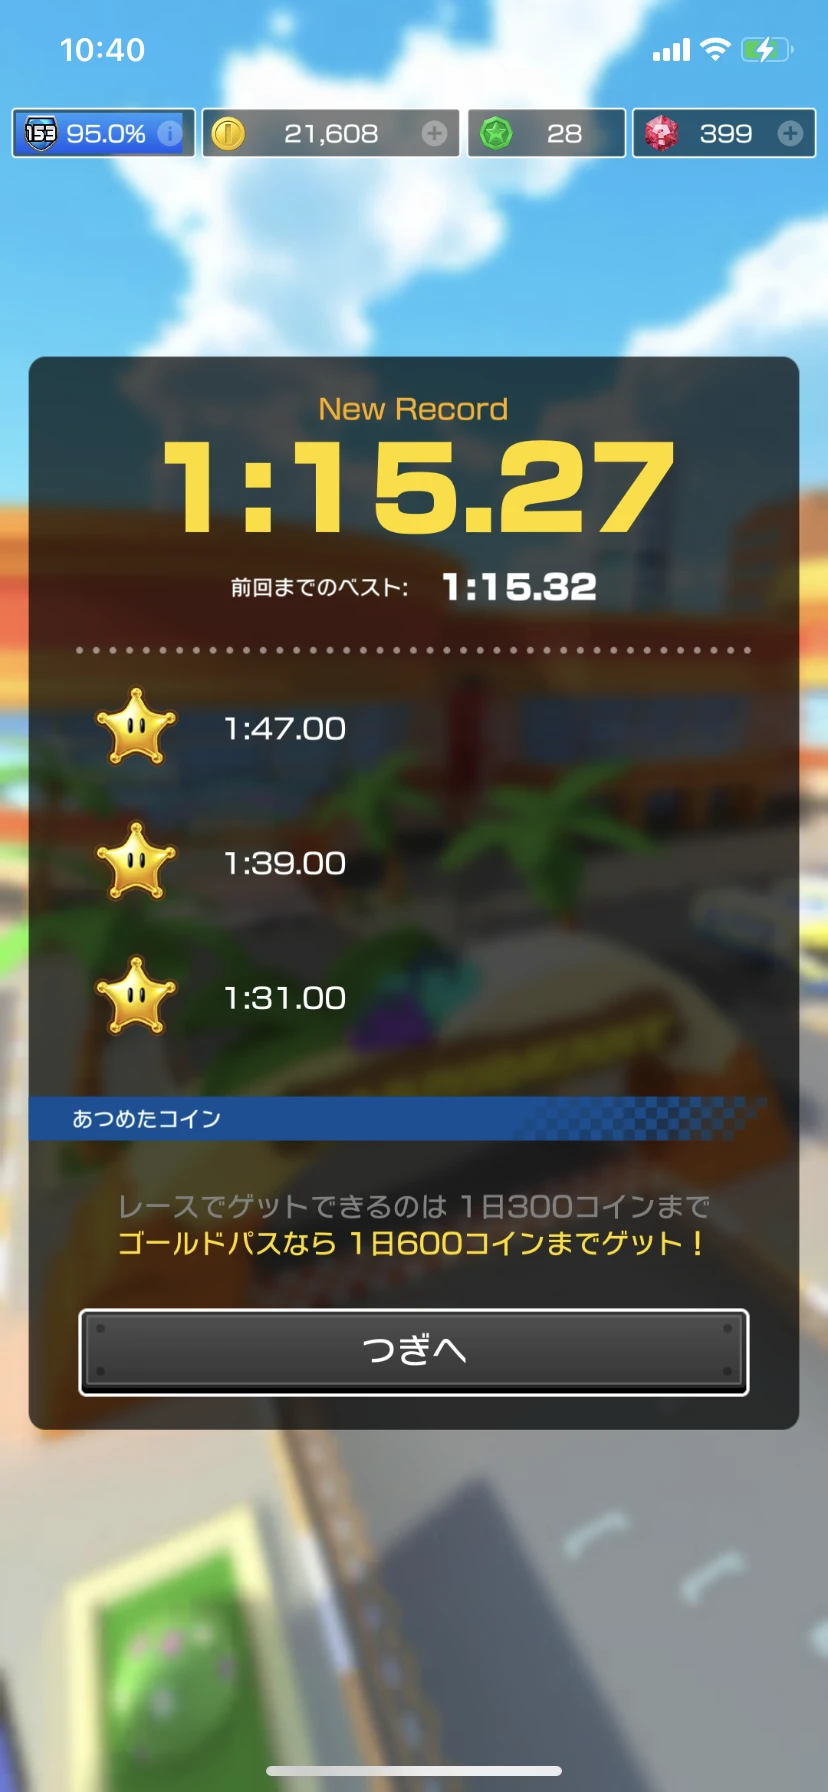 10:40
153 95.0% 21,608 28 399
New Record
1:15.27
前回までのベスト: 1:15.32
1:47.00
1:39.00
1:31.00
あつめたコイン
レースでゲットできるのは 1日300コインまで
ゴールドパスなら 1日600コインまでゲット!
つぎへ